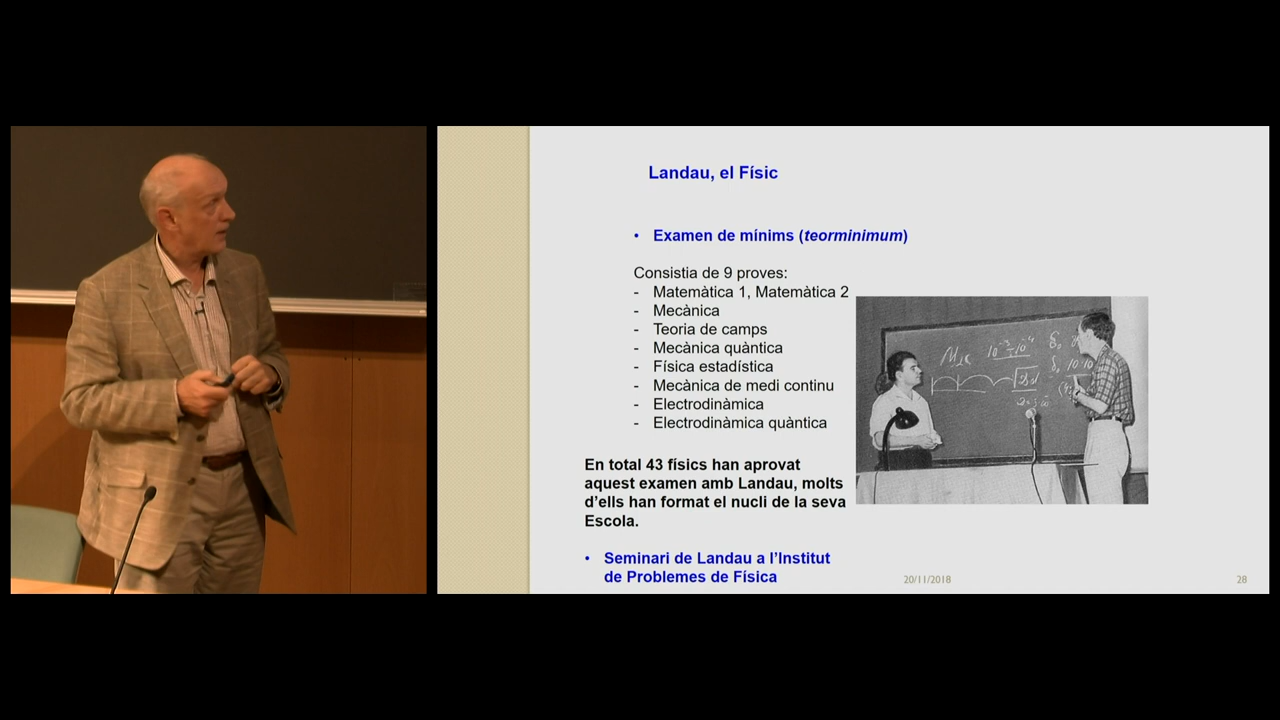 Landau, el Físic
• Examen de mínims (teorminimum)
Consistia de 9 proves:
- Matemàtica 1, Matemàtica 2
- Mecànica
- Teoria de camps
- Mecànica quàntica
- Física estadística
- Mecànica de medi continu
- Electrodinàmica
- Electrodinàmica quàntica
En total 43 físics han aprovat
aquest examen amb Landau, molts
d’ells han format el nucli de la seva
Escola.
• Seminari de Landau a l’Institut
de Problemes de Física
20/11/2018
28